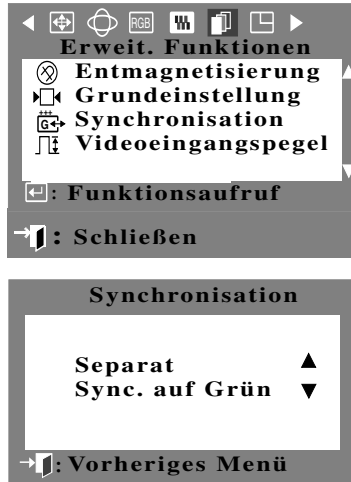 RGB
Erweit. Funktionen
Entmagnetisierung
Grundeinstellung
G
Synchronisation
Videoeingangspegel
: Funktionsaufruf
: Schließen
Synchronisation
Separat
Sync. auf Grün
: Vorheriges Menü